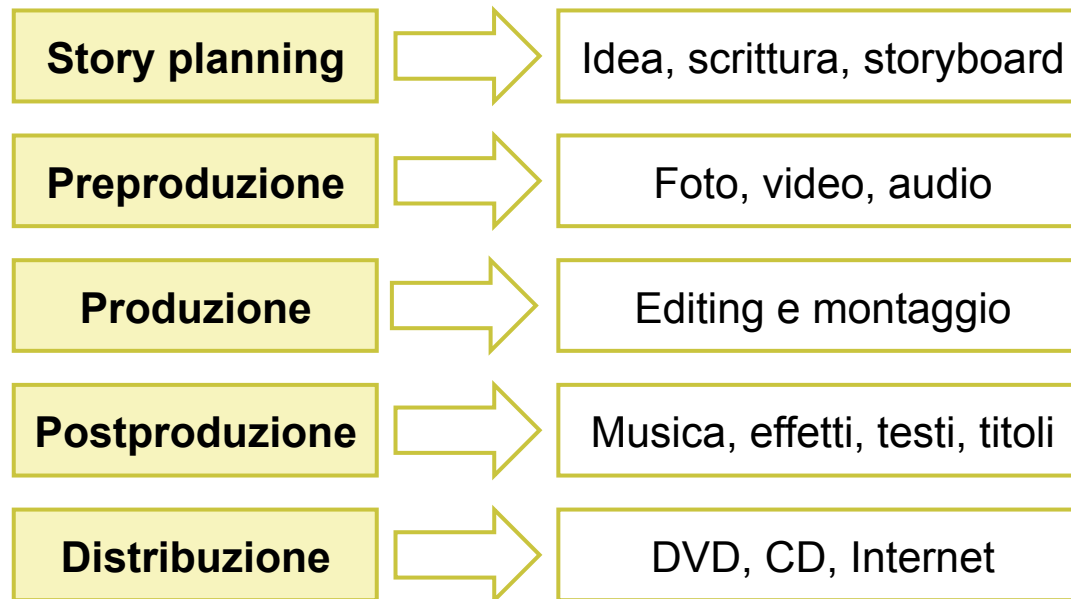 Story planning
Idea, scrittura, storyboard
Preproduzione
Foto, video, audio
Produzione
Editing e montaggio
Postproduzione
Musica, effetti, testi, titoli
Distribuzione
DVD, CD, Internet